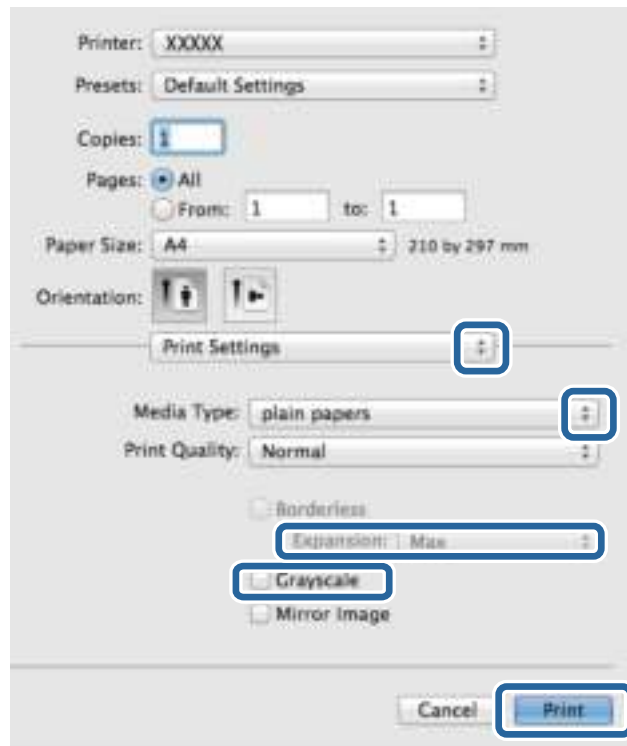 Printer: XXXXX
Presets: Default Settings
Copies: 1
Pages: All
From: 1 to: 1
Paper Size: A4 210 by 297 mm
Orientation:
Print Settings
Media Type: plain papers
Print Quality: Normal
Borderless
Expansion: Max
Grayscale
Mirror Image
Cancel Print